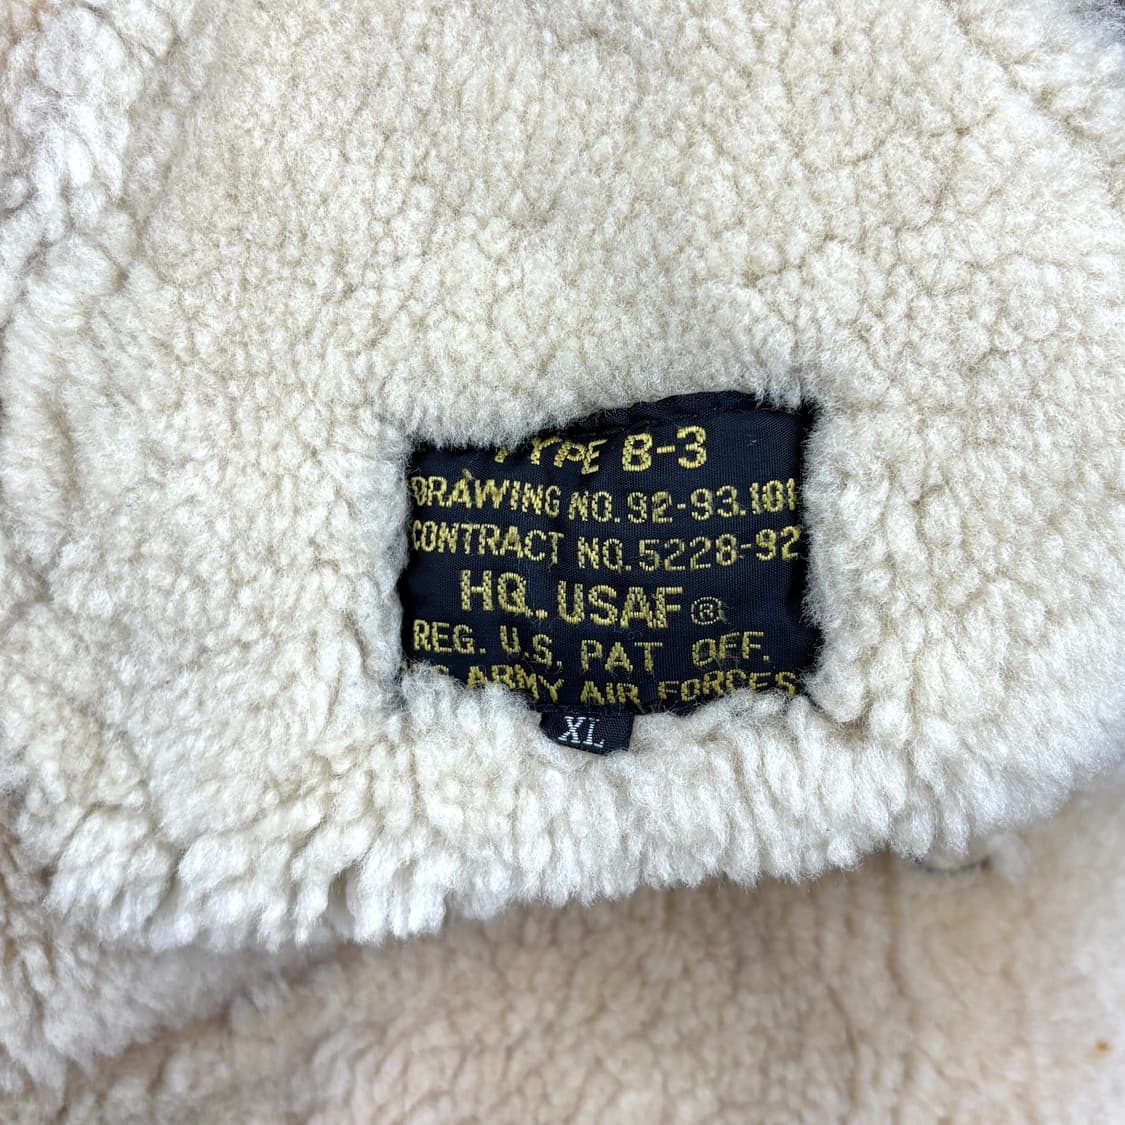 TYPE B-3
DRAWING NO. 92-93.101
CONTRACT NO. 5228-92
HQ. USAF ®
REG. U.S. PAT OFF.
ARMY AIR FORCES
XL